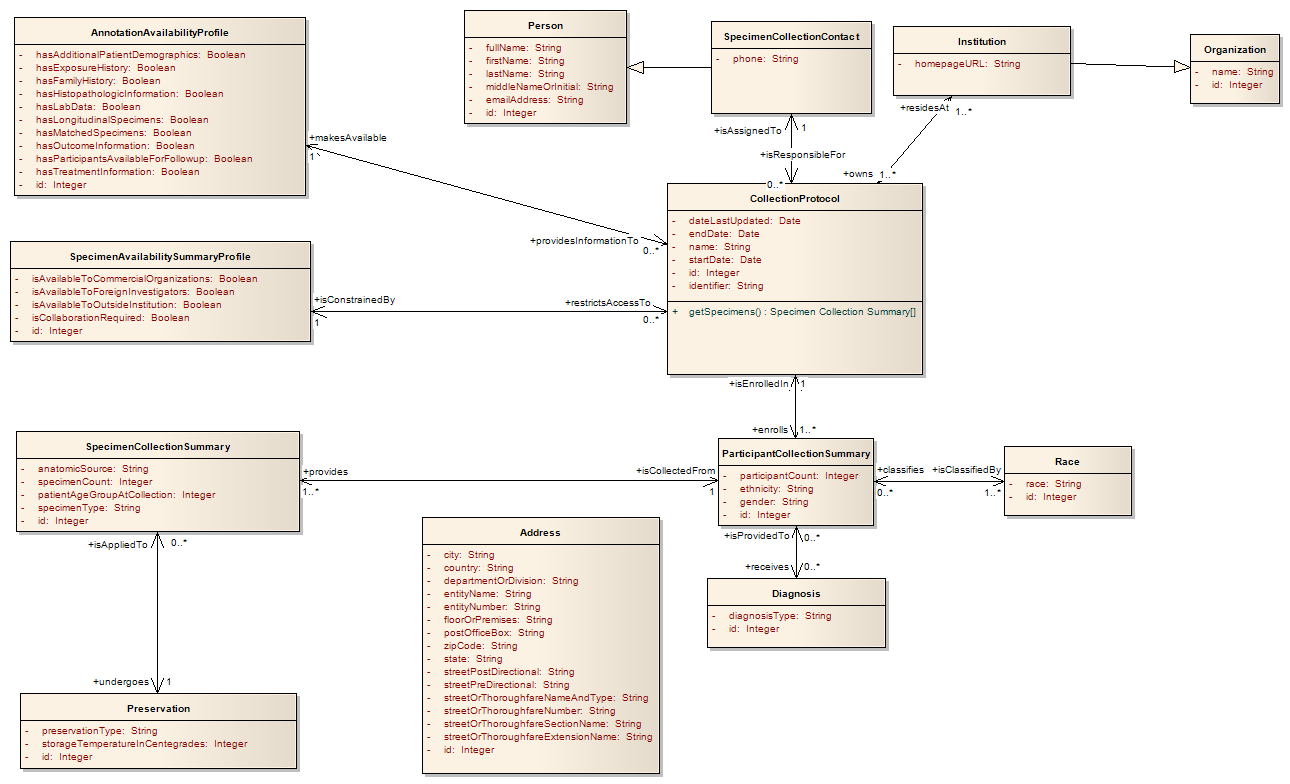 AnnotationAvailabilityProfile
- hasAdditionalPatientDemographics: Boolean
- hasExposureHistory: Boolean
- hasFamilyHistory: Boolean
- hasHistopathologicInformation: Boolean
- hasLabData: Boolean
- hasLongitudinalSpecimens: Boolean
- hasMatchedSpecimens: Boolean
- hasOutcomeInformation: Boolean
- hasParticipantsAvailableForFollowup: Boolean
- hasTreatmentInformation: Boolean
- id: Integer
Person
- fullName: String
- firstName: String
- lastName: String
- middleNameOrInitial: String
- emailAddress: String
- id: Integer
SpecimenCollectionContact
- phone: String
Institution
- homepageURL: String
Organization
- name: String
- id: Integer
+makesAvailable
1
+providesInformationTo
0..*
+isAssignedTo
1
+isResponsibleFor
0..*
+residesAt
1..*
+owns
1..*
CollectionProtocol
- dateLastUpdated: Date
- endDate: Date
- name: String
- startDate: Date
- id: Integer
- identifier: String
+ getSpecimens() : Specimen Collection Summary[]
SpecimenAvailabilitySummaryProfile
- isAvailableToCommercialOrganizations: Boolean
- isAvailableToForeignInvestigators: Boolean
- isAvailableToOutsideInstitution: Boolean
- isCollaborationRequired: Boolean
- id: Integer
+isConstrainedBy
1
+restrictsAccessTo
0..*
+isEnrolledIn
1
+enrolls
1..*
SpecimenCollectionSummary
- anatomicSource: String
- specimenCount: Integer
- patientAgeGroupAtCollection: Integer
- specimenType: String
- id: Integer
+provides
1..*
+isCollectedFrom
1
ParticipantCollectionSummary
- participantCount: Integer
- ethnicity: String
- gender: String
- id: Integer
+classifies
0..*
+isClassifiedBy
1..*
Race
- race: String
- id: Integer
+isProvidedTo
0..*
+receives
0..*
Diagnosis
- diagnosisType: String
- id: Integer
Address
- city: String
- country: String
- departmentOrDivision: String
- entityName: String
- entityNumber: String
- floorOrPremises: String
- postOfficeBox: String
- zipCode: String
- state: String
- streetPostDirectional: String
- streetPreDirectional: String
- streetOrThoroughfareNameAndType: String
- streetOrThoroughfareNumber: String
- streetOrThoroughfareSectionName: String
- streetOrThoroughfareExtensionName: String
- id: Integer
+isAppliedTo
0..*
+undergoes
1
Preservation
- preservationType: String
- storageTemperatureInCentegrades: Integer
- id: Integer